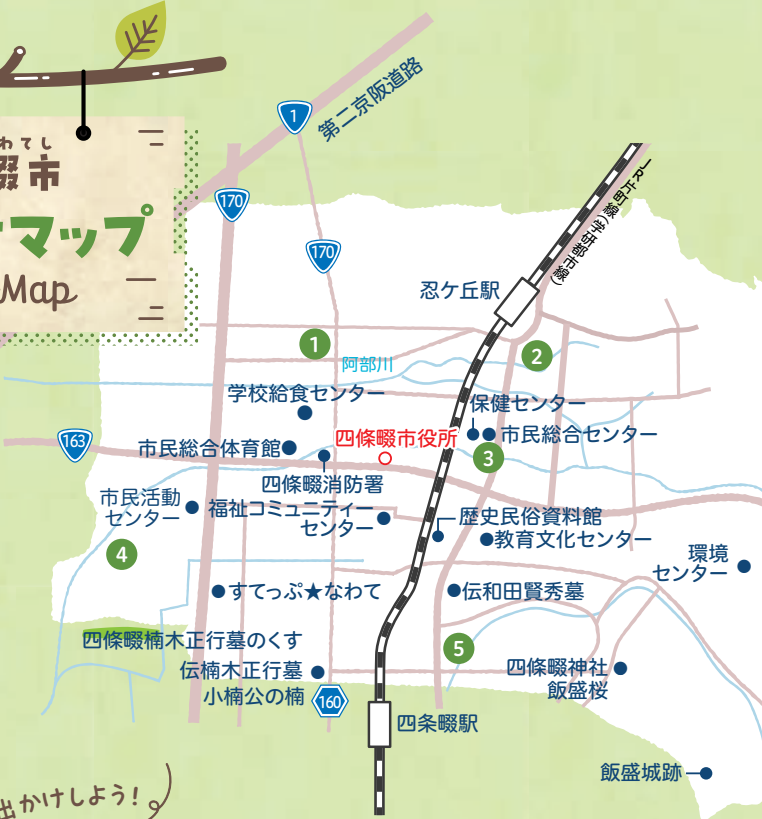 わてし
畷市
マップ
Map
1
第二京阪道路
170
170
JR片町線(学研都市線)
忍ケ丘駅
1
2
阿部川
学校給食センター
保健センター
163
市民総合体育館
四條畷市役所
市民総合センター
3
四條畷消防署
市民活動
センター
福祉コミュニティー
センター
歴史民俗資料館
教育文化センター
4
環境
センター
すてっぷ★なわて
伝和田賢秀墓
四條畷楠木正行墓のくす
5
伝楠木正行墓
四條畷神社
飯盛桜
小楠公の楠
160
四条畷駅
飯盛城跡
出かけしよう!